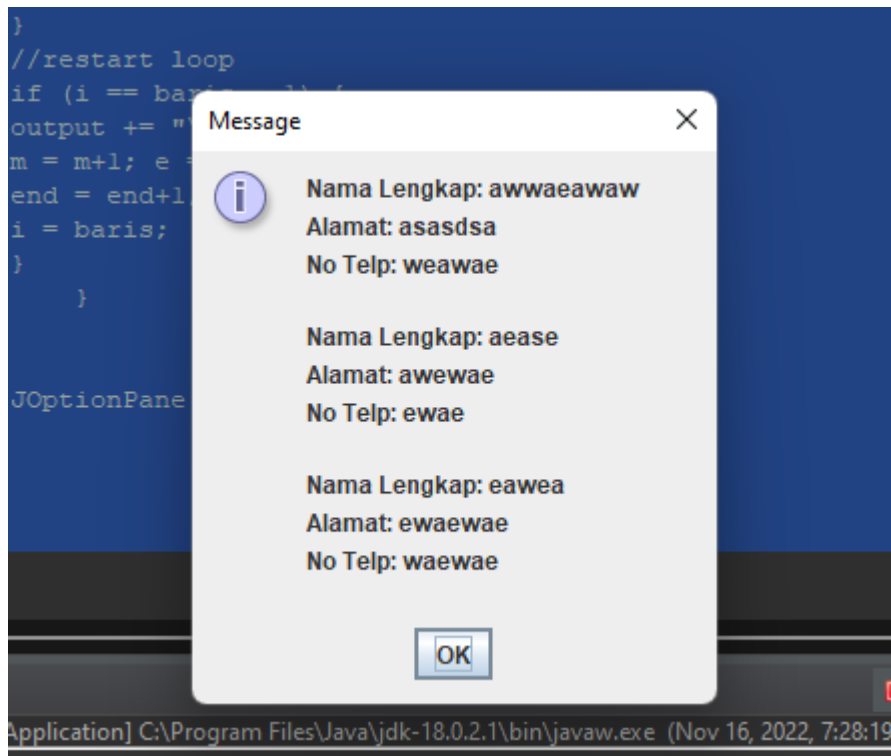 }
//restart loop
if (i == bar
output += "
m = m+1; e =
end = end+1
i = baris;
}
}
JOptionPane
Message
Nama Lengkap: awwaeawaw
Alamat: asasdsa
No Telp: weawae
Nama Lengkap: aease
Alamat: awewae
No Telp: ewae
Nama Lengkap: eawea
Alamat: ewaewae
No Telp: waewae
OK
Application] C:\Program Files\Java\jdk-18.0.2.1\bin\javaw.exe (Nov 16, 2022, 7:28:19